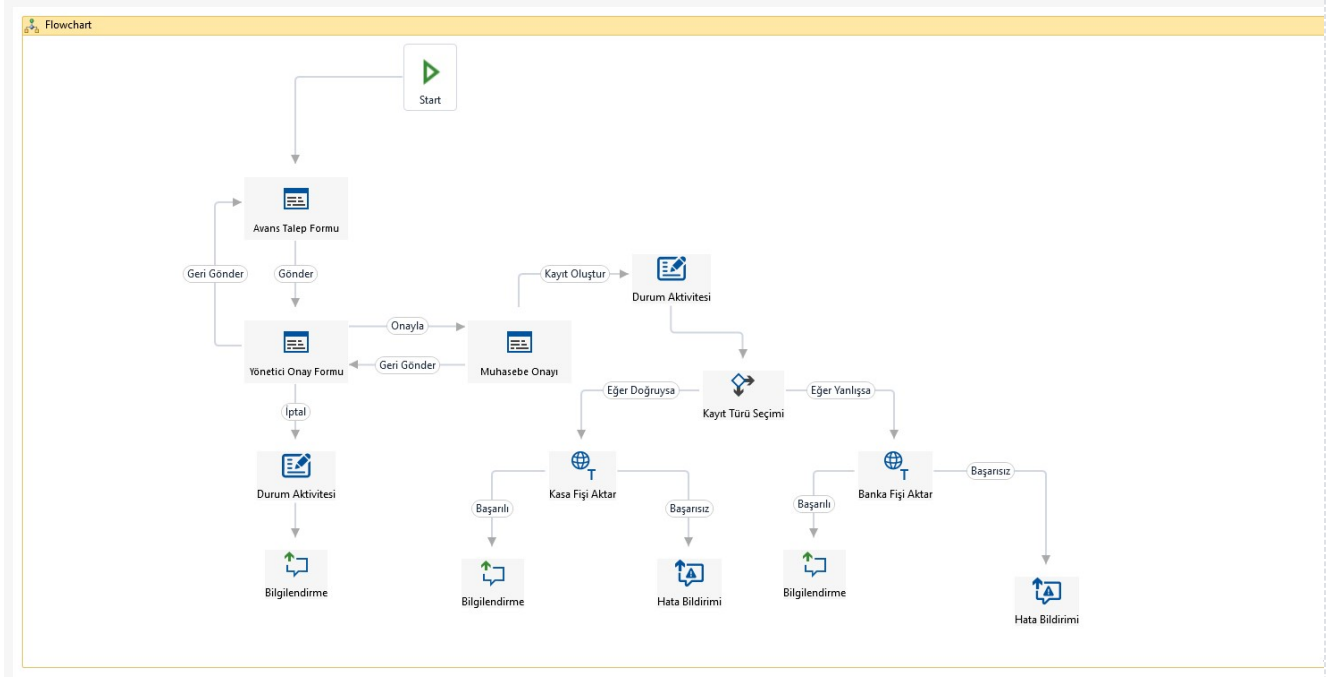 Flowchart
Start
Avans Talep Formu
Geri Gönder
Gönder
Kayıt Oluştur
Durum Aktivitesi
Onayla
Yönetici Onay Formu
Geri Gönder
Muhasebe Onayı
Eğer Doğruysa
Eğer Yanlışsa
Kayıt Türü Seçimi
İptal
Durum Aktivitesi
Kasa Fişi Aktar
Banka Fişi Aktar
Başarısız
Başarılı
Başarısız
Başarılı
Bilgilendirme
Bilgilendirme
Hata Bildirimi
Bilgilendirme
Hata Bildirimi